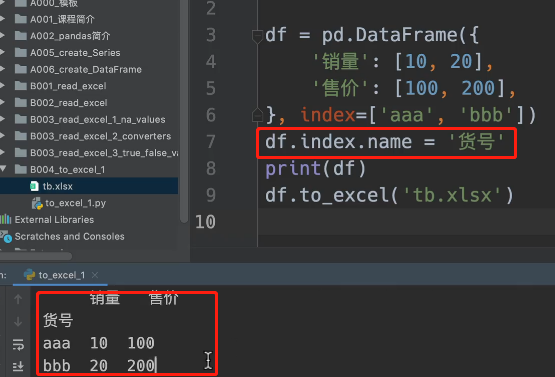 A000_模板
A001_课程简介
A002_pandas简介
A005_create_Series
A006_create_DataFrame
B001_read_excel
B002_read_excel
B003_read_excel_1_na_values
B003_read_excel_2_converters
B003_read_excel_3_true_false_va
B004_to_excel_1
tb.xlsx
to_excel_1.py
External Libraries
Scratches and Consoles
2
3 df = pd.DataFrame({
4 '销量': [10, 20],
5 '售价': [100, 200],
6 }, index=['aaa', 'bbb'])
7 df.index.name = '货号'
8 print(df)
9 df.to_excel('tb.xlsx')
10
n: to_excel_1 ×
销量 售价
货号
aaa 10 100
bbb 20 200